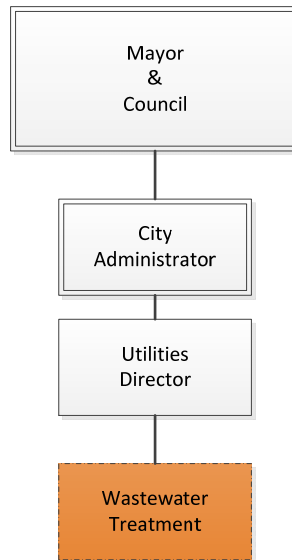 Mayor
&
Council
City
Administrator
Utilities
Director
Wastewater
Treatment